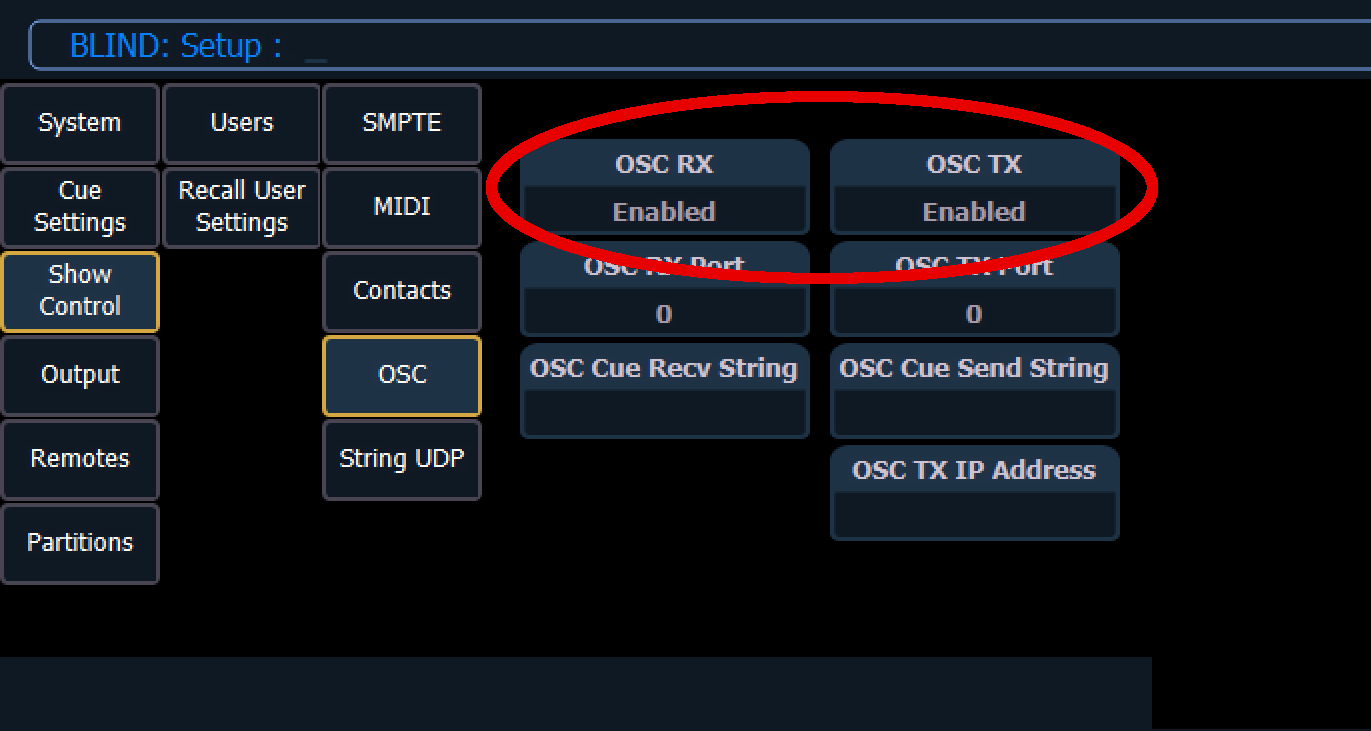 BLIND: Setup : _
System
Users
SMPTE
Cue
Settings
Recall User
Settings
MIDI
Show
Control
Contacts
Output
OSC
Remotes
String UDP
Partitions
OSC RX
Enabled
OSC TX
Enabled
OSC RX Port
0
OSC TX Port
0
OSC Cue Recv String
OSC Cue Send String
OSC TX IP Address